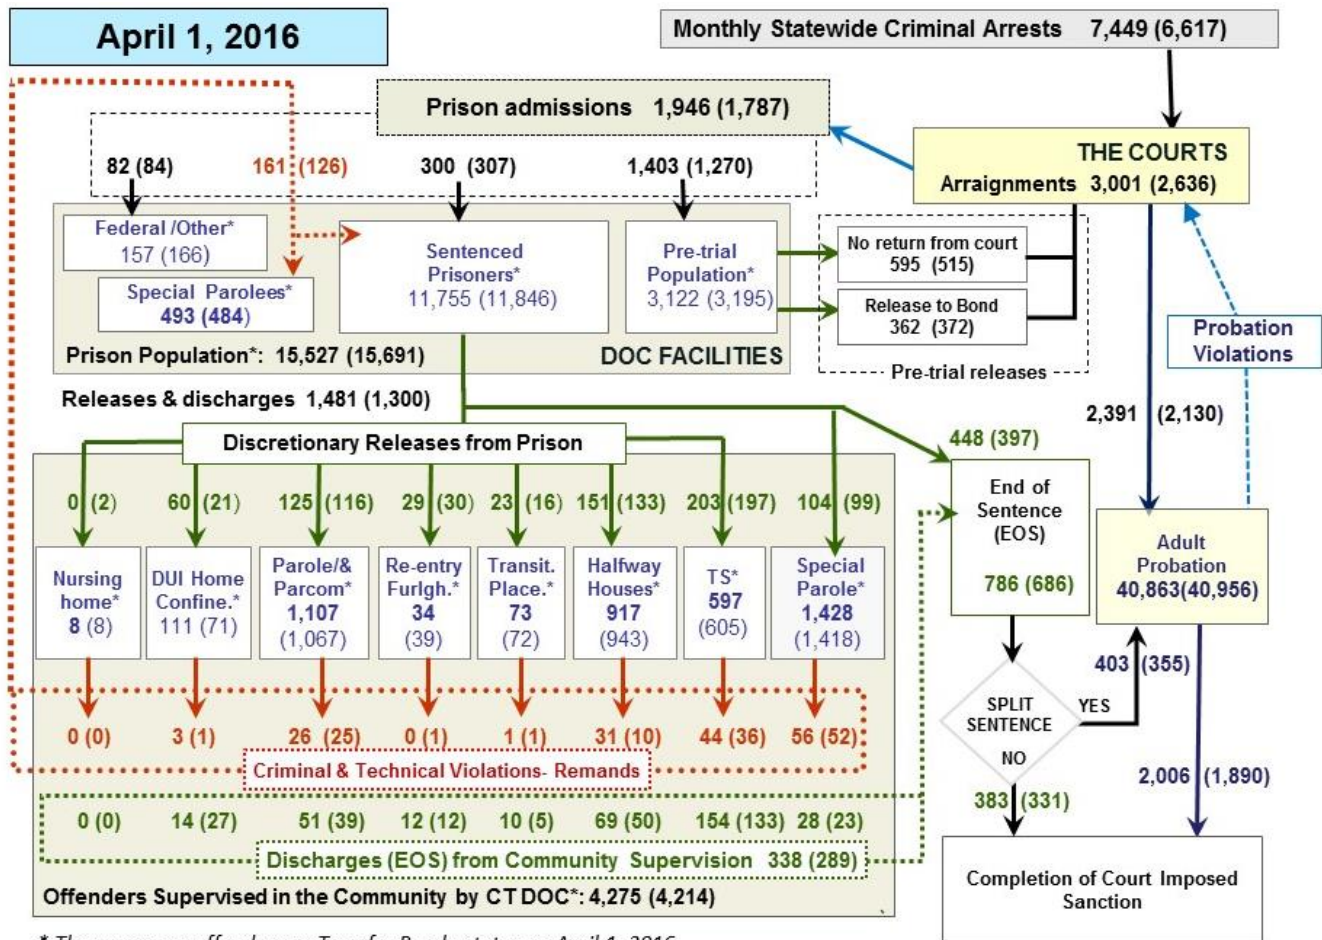 April 1, 2016
Monthly Statewide Criminal Arrests 7,449 (6,617)
Prison admissions 1,946 (1,787)
THE COURTS
Arraignments 3,001 (2,636)
82 (84)
161 (126)
300 (307)
1,403 (1,270)
Federal /Other*
157 (166)
Special Parolees*
493 (484)
Sentenced
Prisoners*
11,755 (11,846)
Pre-trial
Population*
3,122 (3,195)
No return from court
595 (515)
Release to Bond
362 (372)
Pre-trial releases
Probation
Violations
Prison Population*: 15,527 (15,691)
DOC FACILITIES
Releases & discharges 1,481 (1,300)
2,391 (2,130)
Discretionary Releases from Prison
448 (397)
0 (2)
60 (21)
125 (116)
29 (30)
23 (16)
151 (133)
203 (197)
104 (99)
Nursing
home*
8 (8)
DUI Home
Confine.*
111 (71)
Parole/&
Parcom*
1,107
(1,067)
Re-entry
Furlgh.*
34
(39)
Transit.
Place.*
73
(72)
Halfway
Houses*
917
(943)
TS*
597
(605)
Special
Parole*
1,428
(1,418)
End of
Sentence
(EOS)
786 (686)
Adult
Probation
40,863(40,956)
403 (355)
SPLIT
SENTENCE
YES
NO
0 (0)
3 (1)
26 (25)
0 (1)
1 (1)
31 (10)
44 (36)
56 (52)
Criminal & Technical Violations- Remands
2,006 (1,890)
383 (331)
0 (0)
14 (27)
51 (39)
12 (12)
10 (5)
69 (50)
154 (133)
28 (23)
Discharges (EOS) from Community Supervision 338 (289)
Offenders Supervised in the Community by CT DOC*: 4,275 (4,214)
Completion of Court Imposed
Sanction